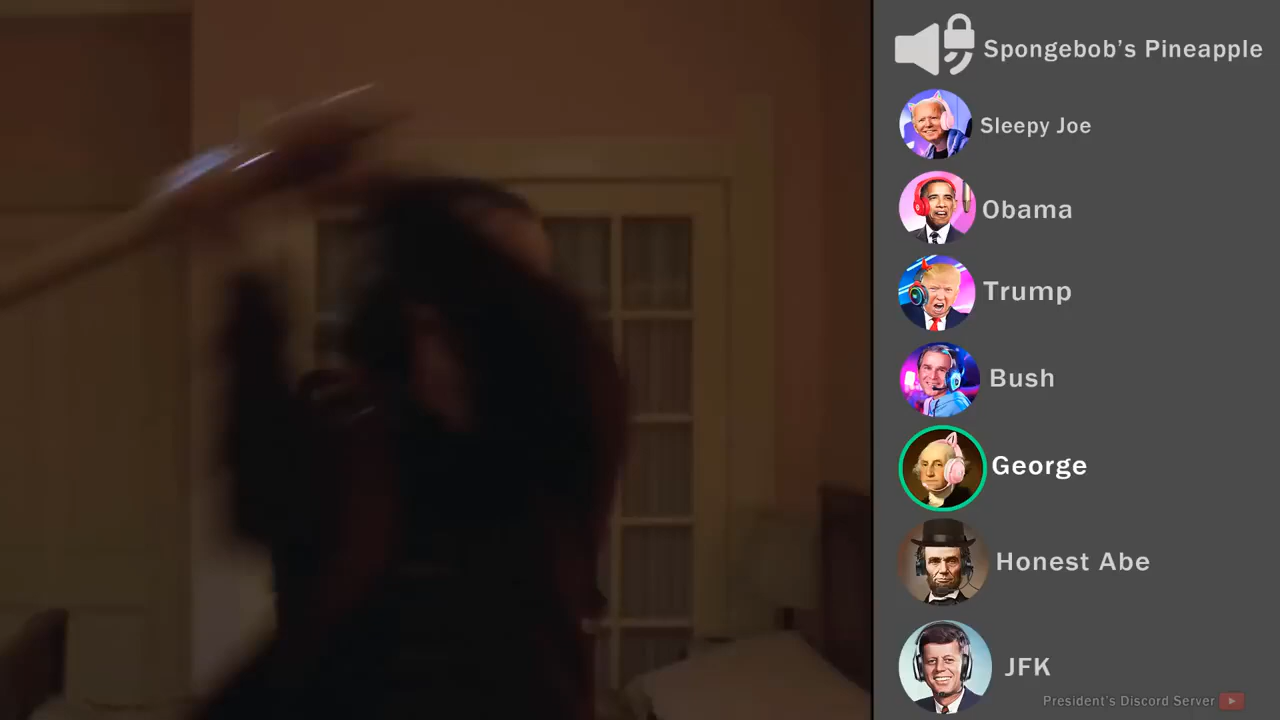 Spongebob's Pineapple
Sleepy Joe
Obama
Trump
Bush
George
Honest Abe
JFK
President's Discord Server